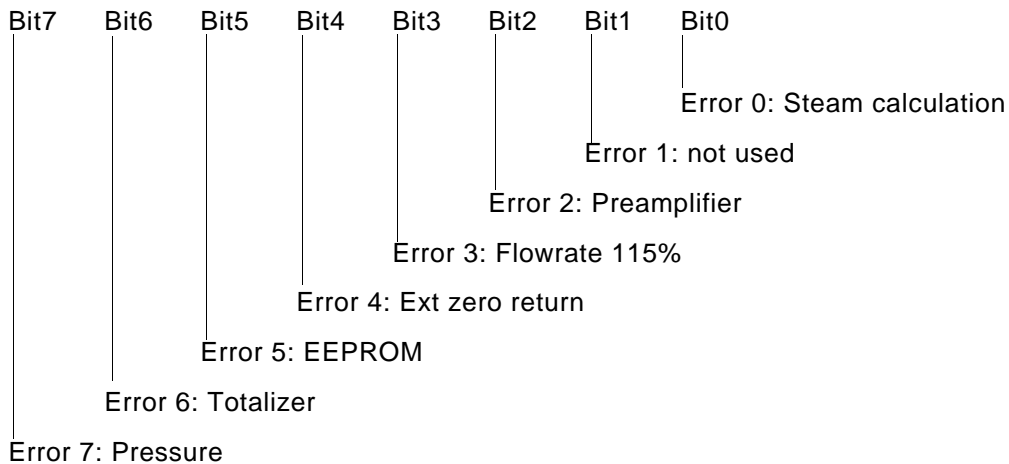 Bit7 Bit6 Bit5 Bit4 Bit3 Bit2 Bit1 Bit0
Error 0: Steam calculation
Error 1: not used
Error 2: Preamplifier
Error 3: Flowrate 115%
Error 4: Ext zero return
Error 5: EEPROM
Error 6: Totalizer
Error 7: Pressure